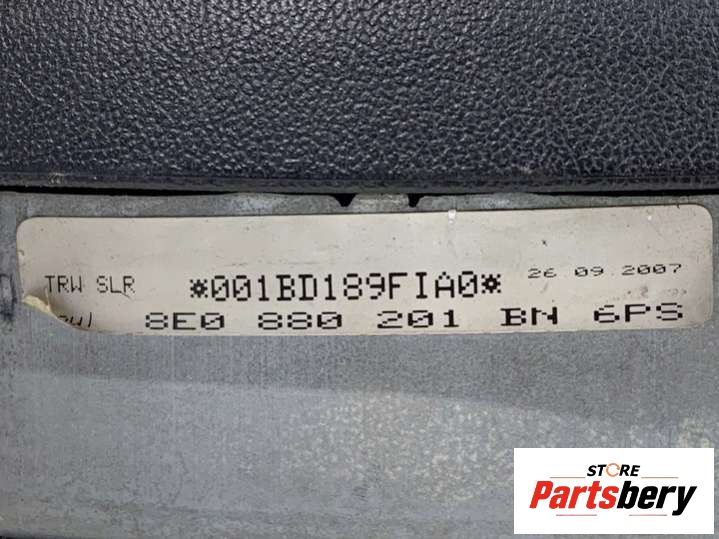 TRW SLR *001BD189FIA0* 26.09.2007
8E0 880 201 BN 6PS
STORE
Partsbery